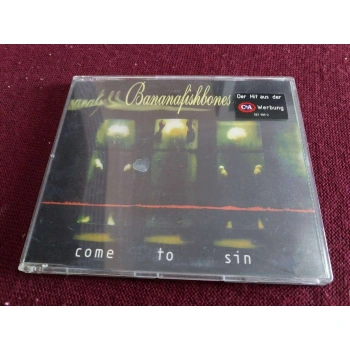 Bananafishbones
Der Hit aus der
C&A Werbung
come to sin